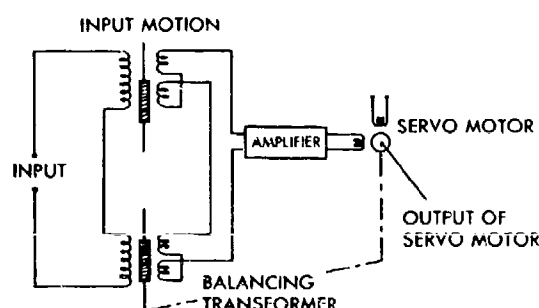 INPUT MOTION
AMPLIFIER
SERVO MOTOR
INPUT
OUTPUT OF
SERVO MOTOR
BALANCING
TRANSFORMER